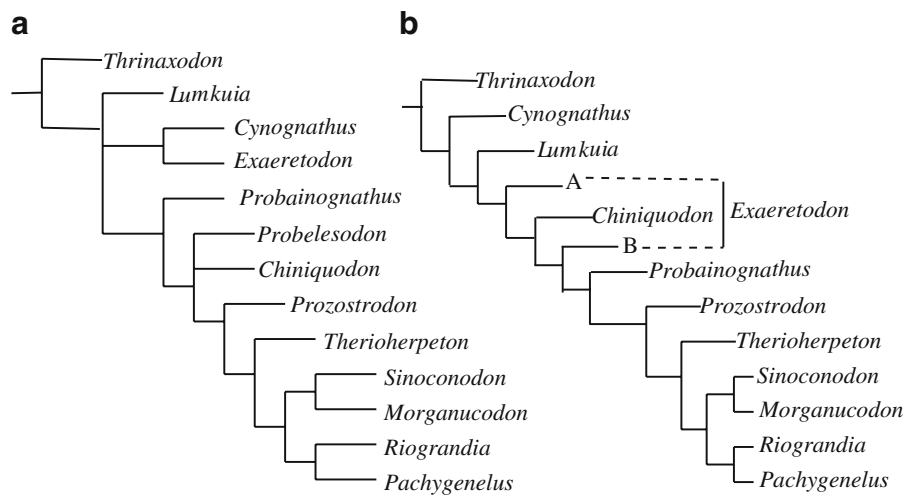 a
Thrinaxodon
Lumkuia
Cynognathus
Exaeretodon
Probainognathus
Probelesodon
Chiniquodon
Prozostrodon
Therioherpeton
Sinoconodon
Morganucodon
Riograndia
Pachygenelus
b
Thrinaxodon
Cynognathus
Lumkuia
A
Chiniquodon
Exaeretodon
B
Probainognathus
Prozostrodon
Therioherpeton
Sinoconodon
Morganucodon
Riograndia
Pachygenelus